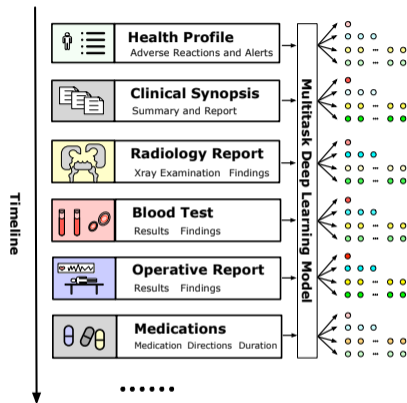 Health Profile
Adverse Reactions and Alerts
Clinical Synopsis
Summary and Report
Radiology Report
Xray Examination Findings
Blood Test
Results Findings
Operative Report
Results Findings
Medications
Medication Directions Duration
Timeline
Multitask Deep Learning Model